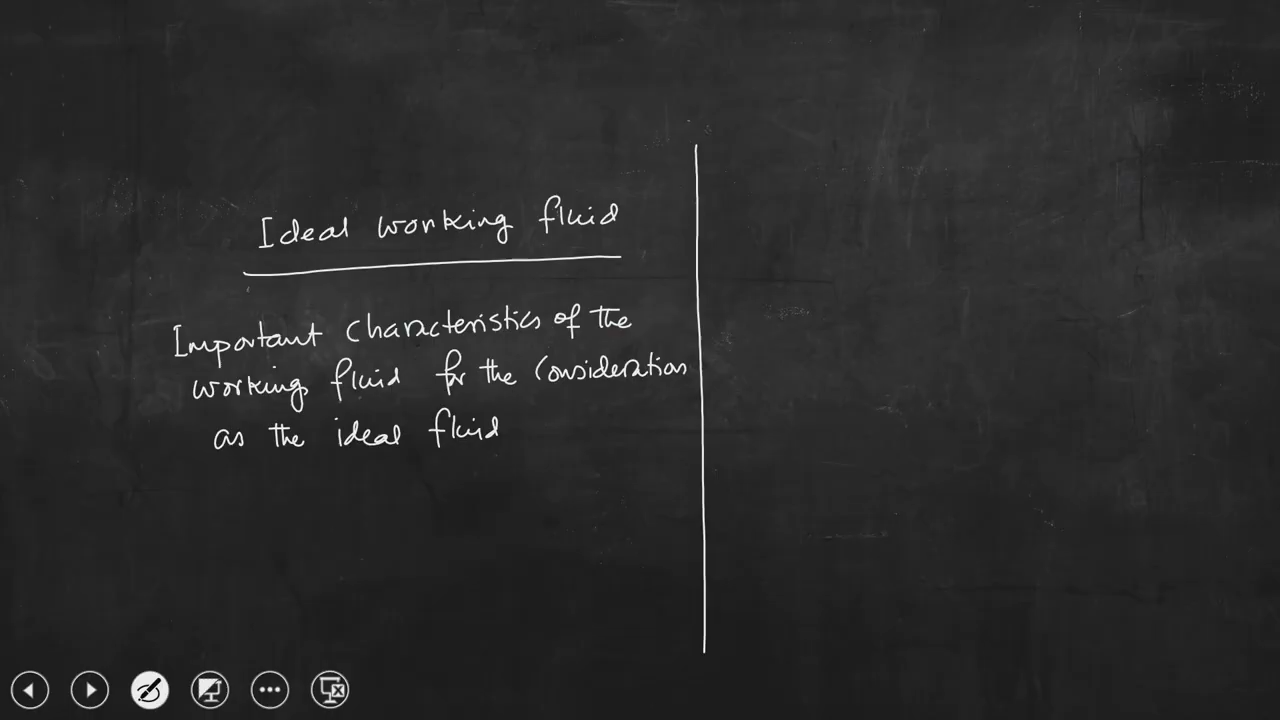 Ideal working fluid
Important characteristics of the
working fluid for the consideration
as the ideal fluid